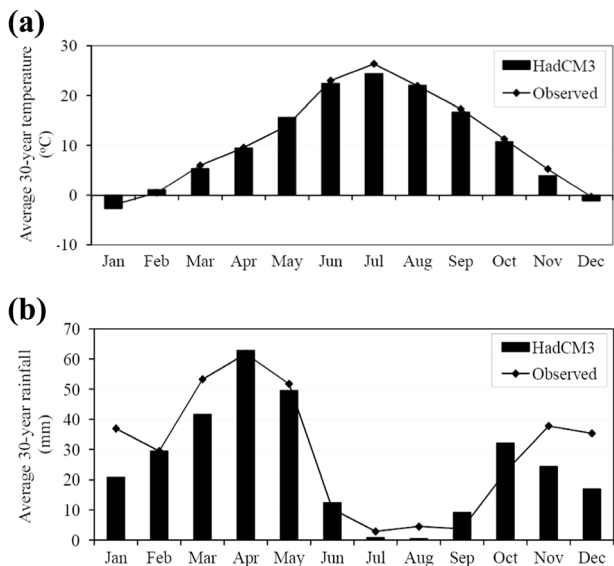 (a)
Average 30-year temperature
(°C)
30
20
10
0
-10
HadCM3
Observed
Jan Feb Mar Apr May Jun Jul Aug Sep Oct Nov Dec
(b)
Average 30-year rainfall
(mm)
70
60
50
40
30
20
10
0
HadCM3
Observed
Jan Feb Mar Apr May Jun Jul Aug Sep Oct Nov Dec